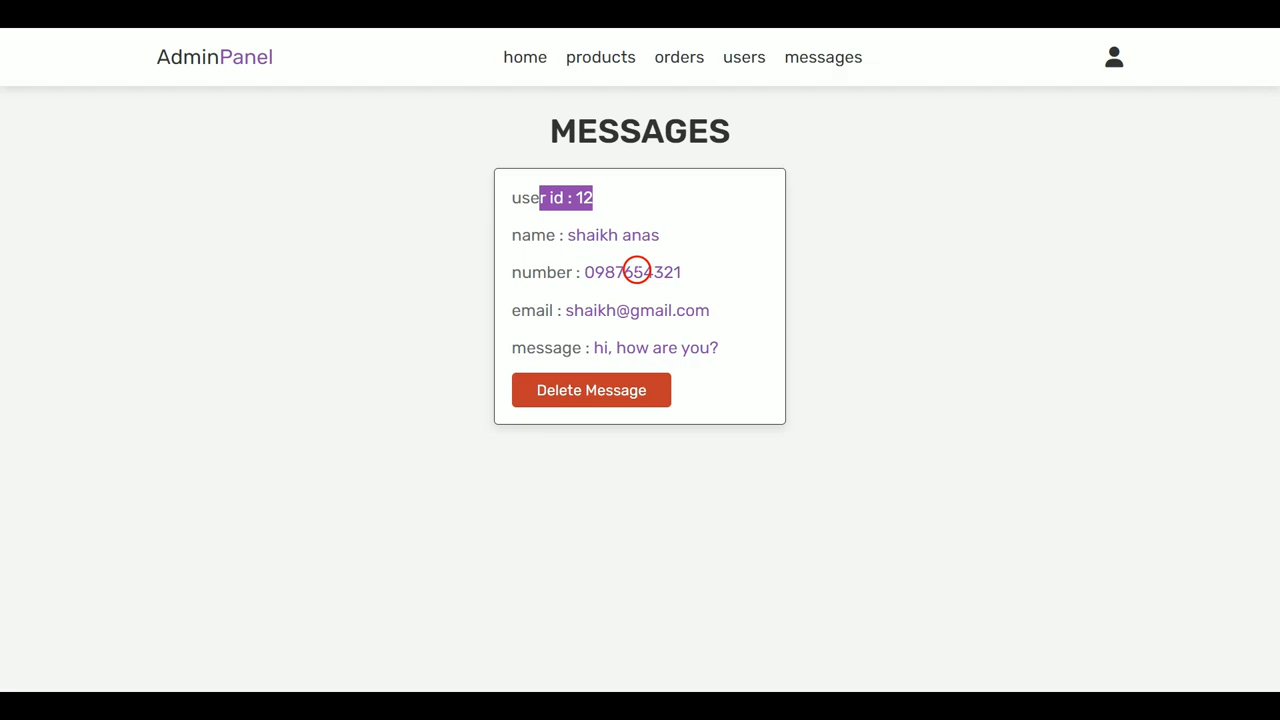 AdminPanel
home products orders users messages
MESSAGES
user id : 12
name : shaikh anas
number : 0987654321
email : shaikh@gmail.com
message : hi, how are you?
Delete Message